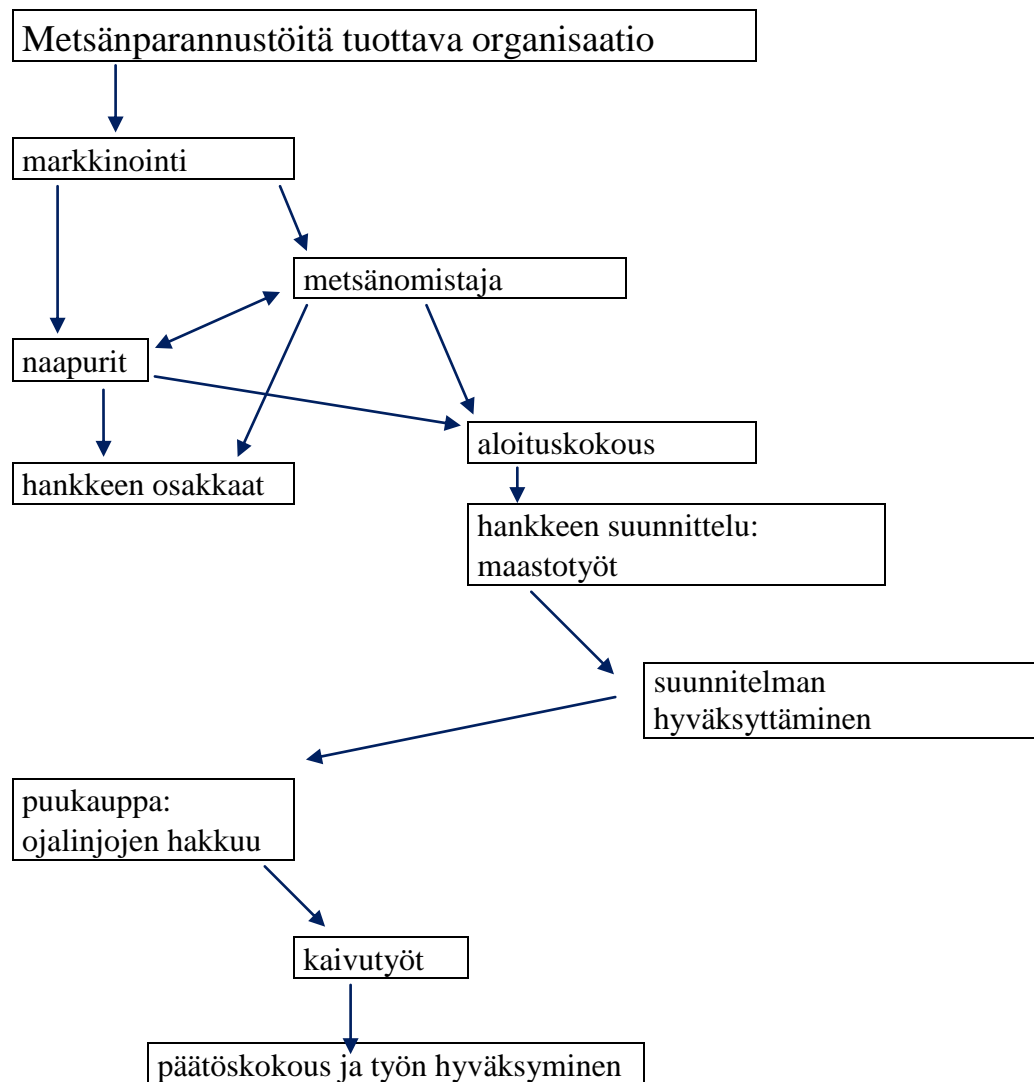 Metsänparannustöitä tuottava organisaatio
markkinointi
metsänomistaja
naapurit
aloituskokous
hankkeen osakkaat
hankkeen suunnittelu:
maastotyöt
suunnitelman
hyväksyttäminen
puukauppa:
ojalinjojen hakkuu
kaivutyöt
päätöskokous ja työn hyväksyminen